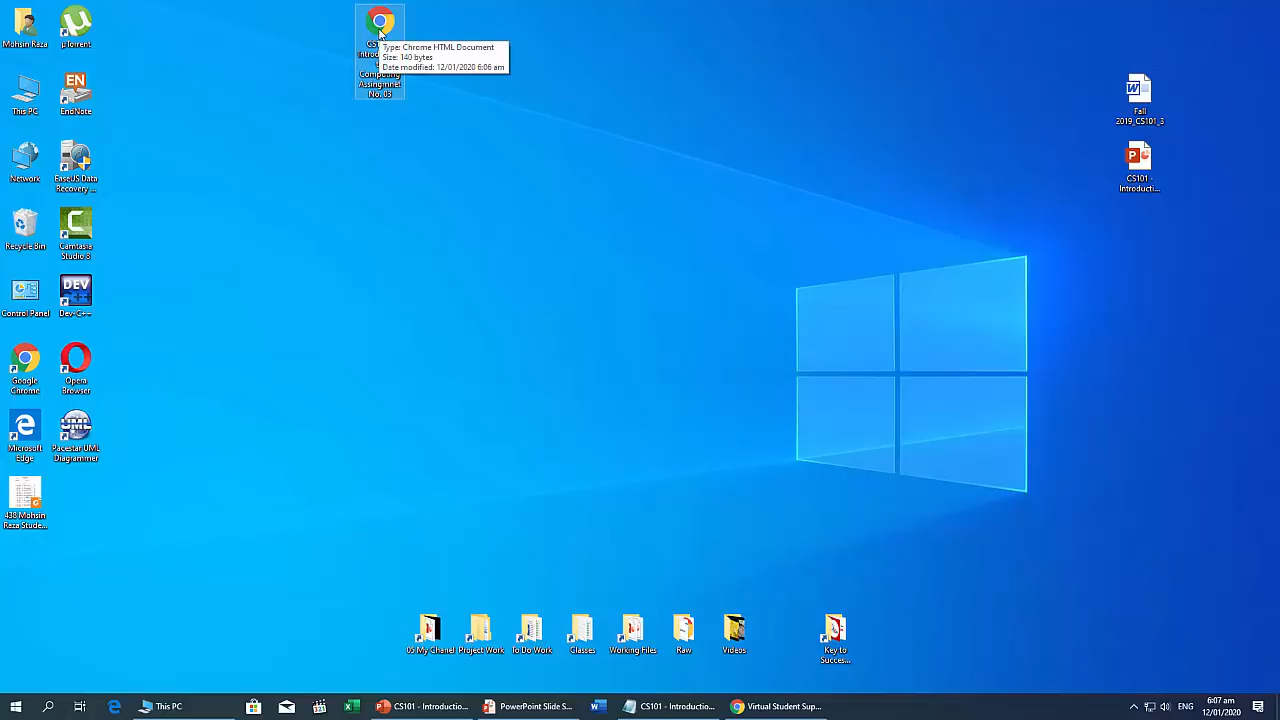 Mohsin Raza
µTorrent
This PC
EndNote
Network
EaseUS Data
Recovery ...
Recycle Bin
Camtasia
Studio 8
Control Panel
Dev-C++
Google
Chrome
Opera
Browser
Microsoft
Edge
Pacestar UML
Diagrammer
438 Mohsin
Raza Stude...
Type: Chrome HTML Document
Size: 140 bytes
Date modified: 12/01/2020 6:06 am
Computing
Assingmnet
No. 03
Fall
2019_CS101_3
CS101 -
Introducti...
05 My Chanel
Project Work
To Do Work
Classes
Working Files
Raw
Videos
Key to
Succes...
This PC
CS101 - Introductio...
PowerPoint Slide S...
CS101 - Introductio...
Virtual Student Sup...
ENG
6:07 am
12/01/2020